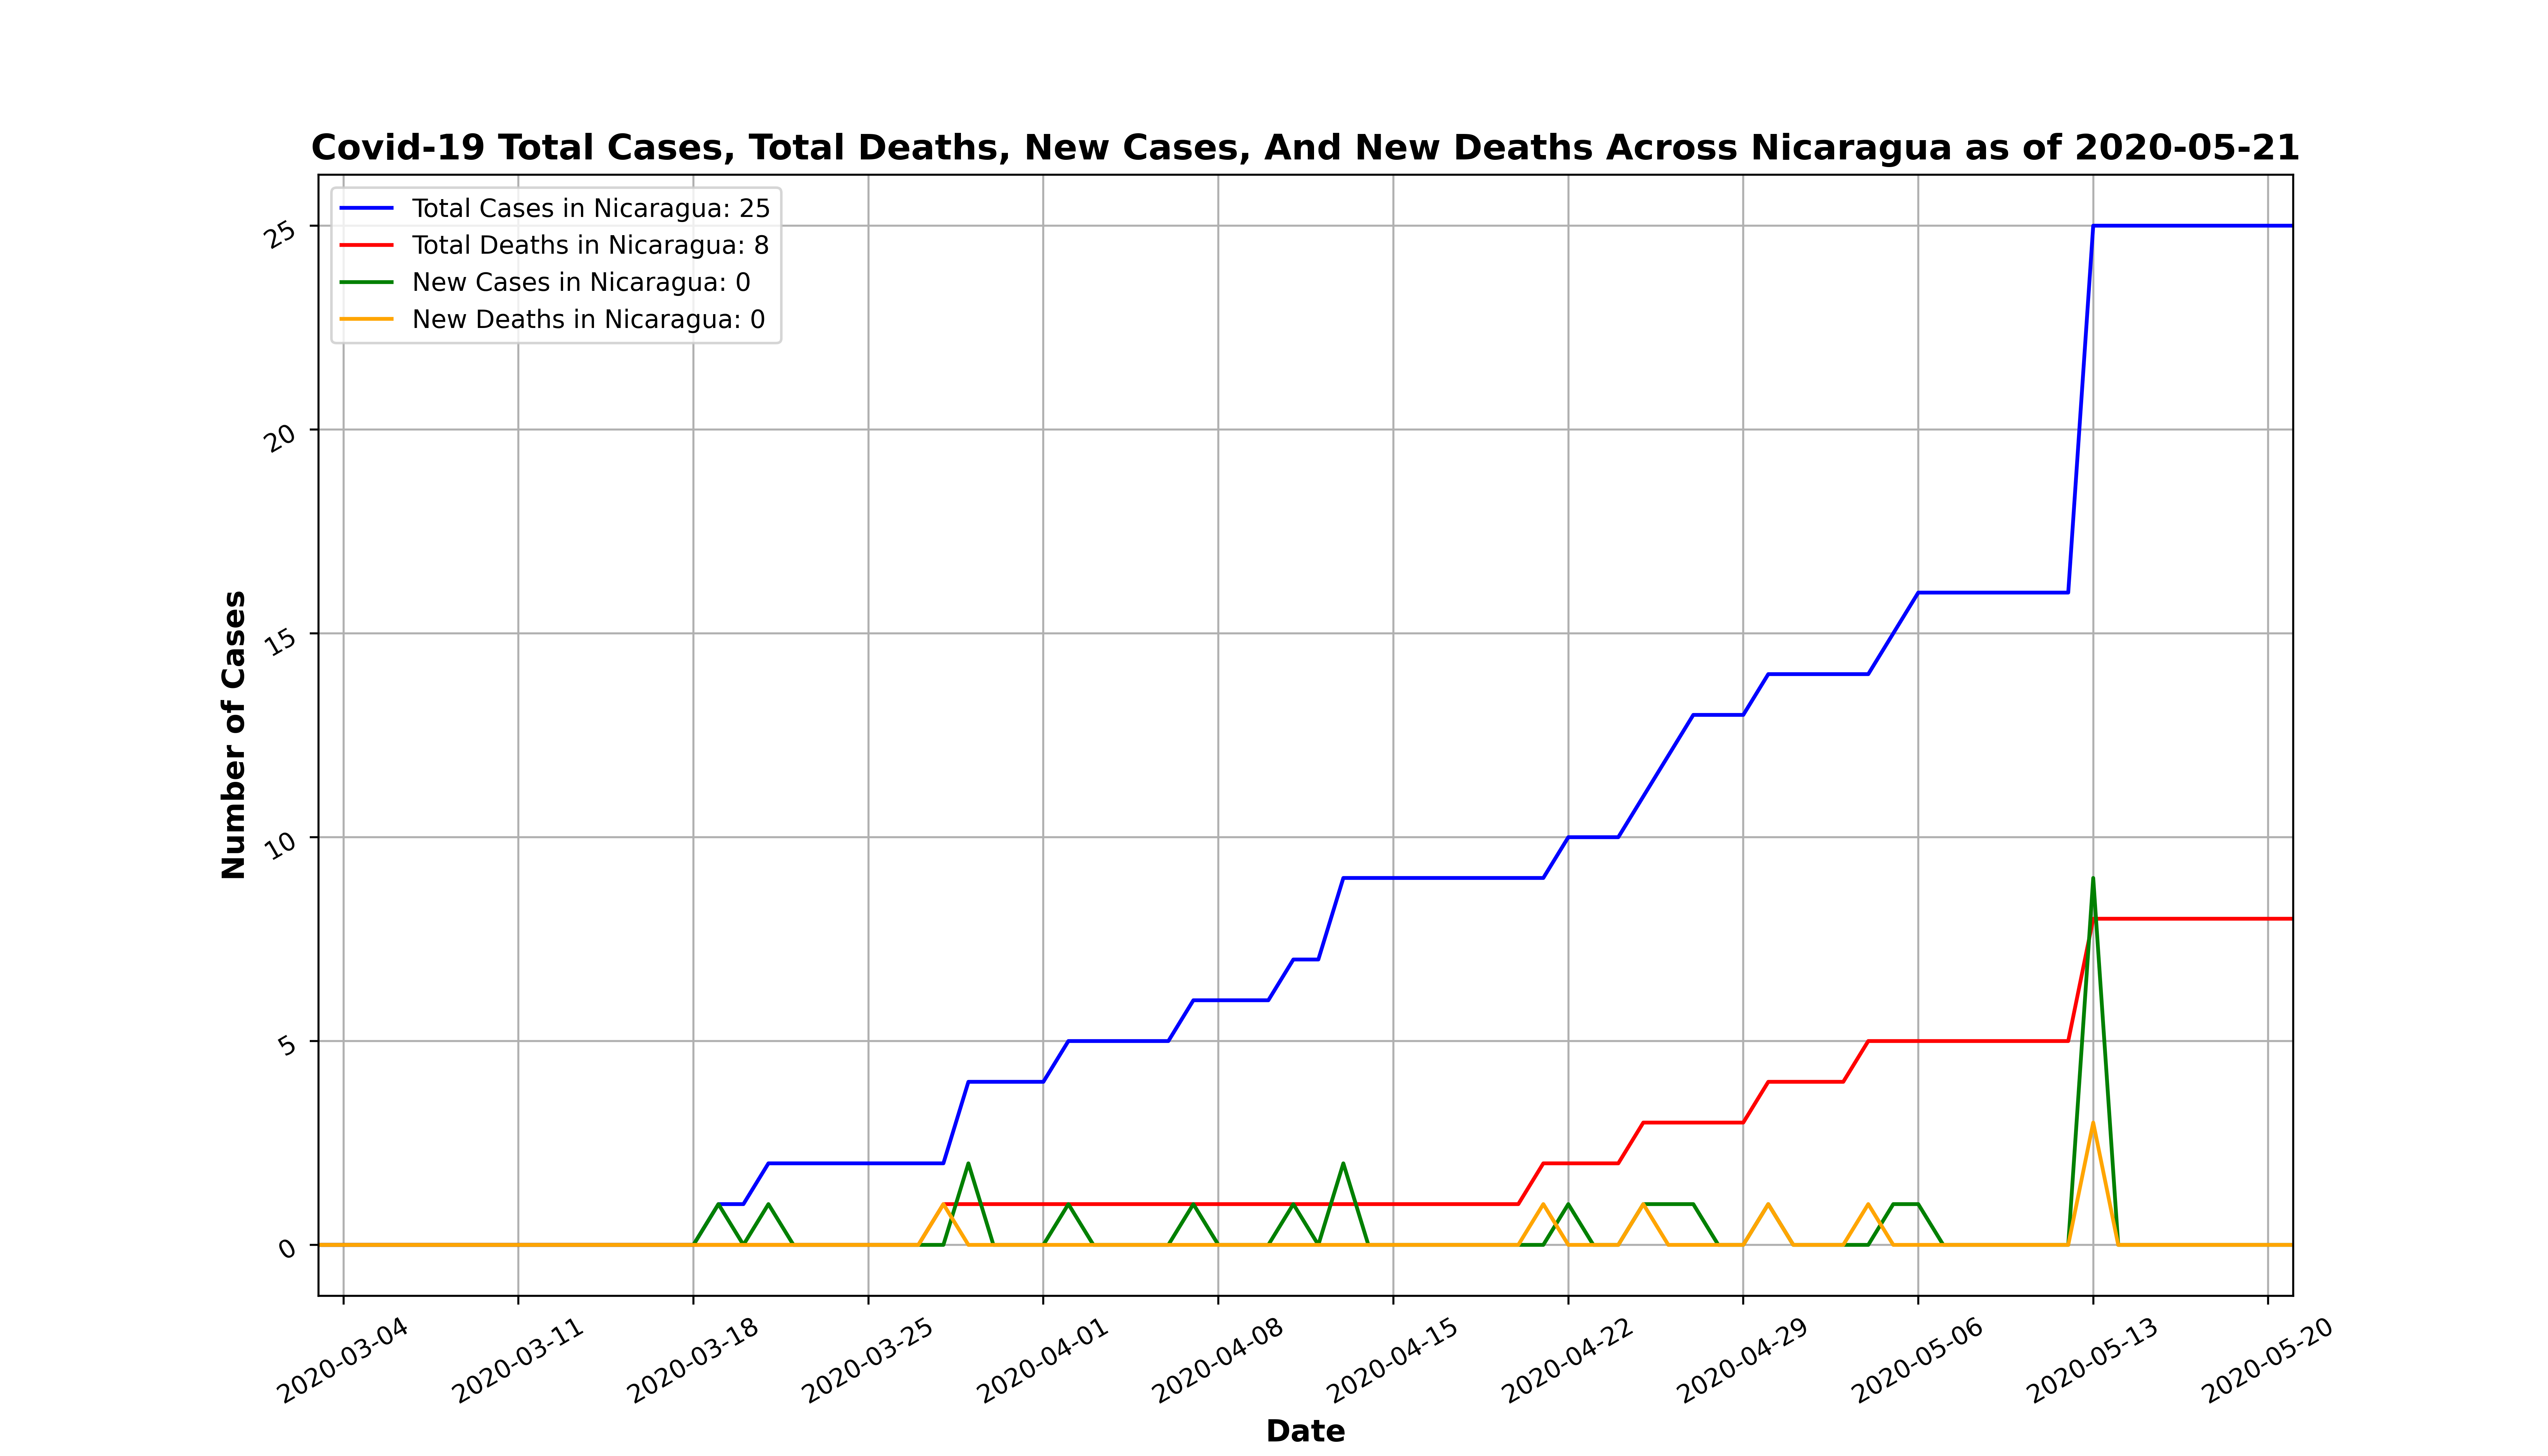 Covid-19 Total Cases, Total Deaths, New Cases, And New Deaths Across Nicaragua as of 2020-05-21
Total Cases in Nicaragua: 25
Total Deaths in Nicaragua: 8
New Cases in Nicaragua: 0
New Deaths in Nicaragua: 0
Number of Cases
25
20
15
10
5
0
2020-03-04
2020-03-11
2020-03-18
2020-03-25
2020-04-01
2020-04-08
2020-04-15
2020-04-22
2020-04-29
2020-05-06
2020-05-13
2020-05-20
Date